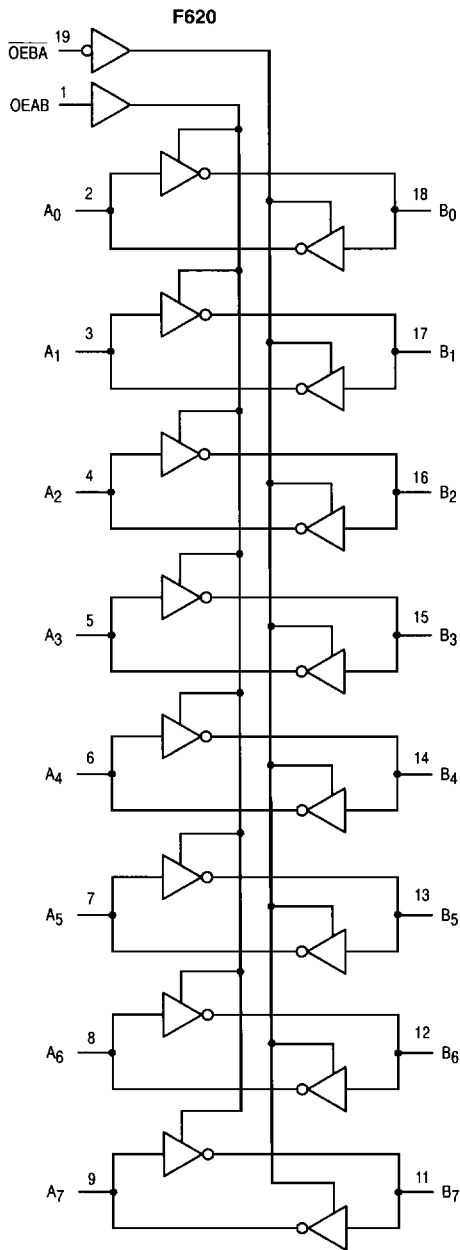 F620
19
O̅E̅B̅A̅
1
OEAB
2
18
A₀
B₀
3
17
A₁
B₁
4
16
A₂
B₂
5
15
A₃
B₃
6
14
A₄
B₄
7
13
A₅
B₅
8
12
A₆
B₆
9
11
A₇
B₇